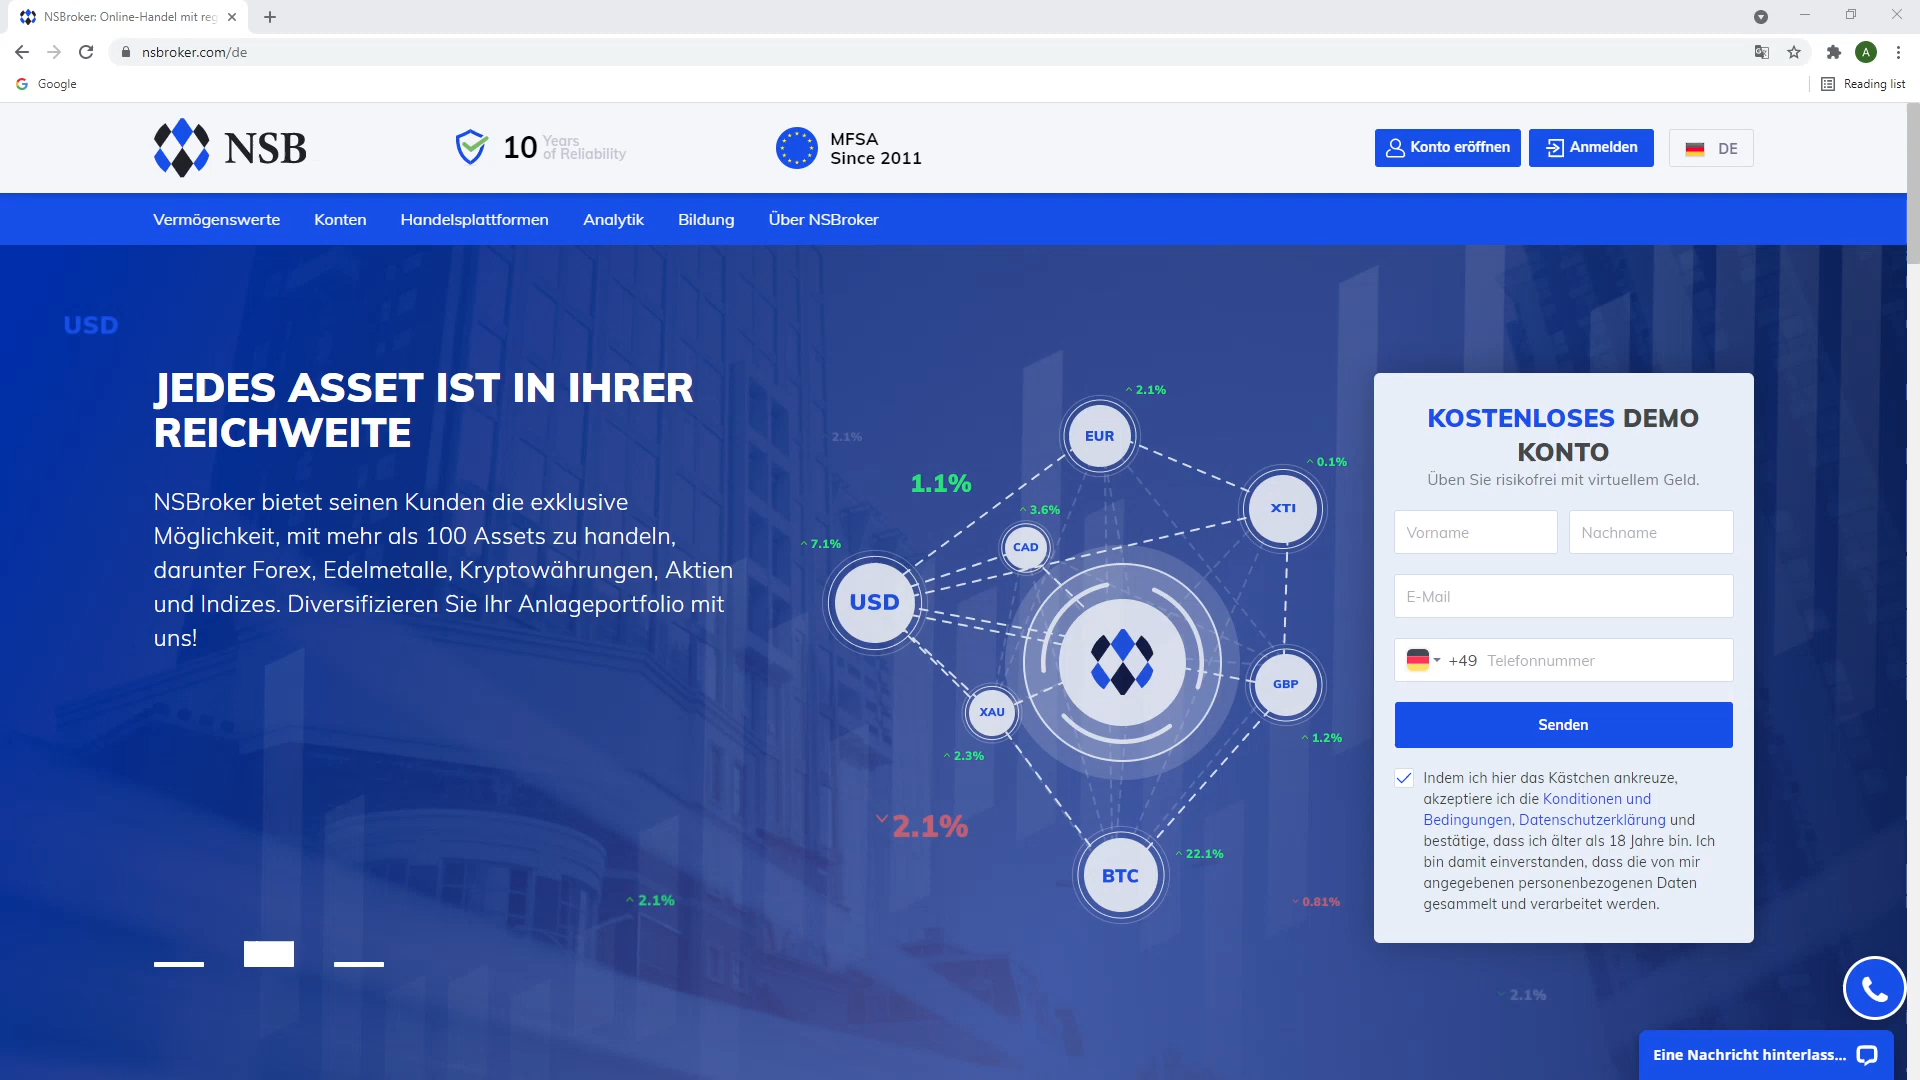 NSBroker: Online-Handel mit reg
nsbroker.com/de
A
Google
Reading list
NSB
10 Years of Reliability
MFSA
Since 2011
Konto eröffnen
Anmelden
DE
Vermögenswerte Konten Handelsplattformen Analytik Bildung Über NSBroker
USD
JEDES ASSET IST IN IHRER
REICHWEITE
NSBroker bietet seinen Kunden die exklusive
Möglichkeit, mit mehr als 100 Assets zu handeln,
darunter Forex, Edelmetalle, Kryptowährungen, Aktien
und Indizes. Diversifizieren Sie Ihr Anlageportfolio mit
uns!
2.1%
EUR
2.1%
1.1%
0.1%
XTI
3.6%
CAD
7.1%
USD
GBP
1.2%
XAU
2.3%
2.1%
22.1%
BTC
2.1%
0.81%
2.1%
KOSTENLOSES DEMO
KONTO
Üben Sie risikofrei mit virtuellem Geld.
Vorname
Nachname
E-Mail
+49 Telefonnummer
Senden
Indem ich hier das Kästchen ankreuze,
akzeptiere ich die Konditionen und
Bedingungen, Datenschutzerklärung und
bestätige, dass ich älter als 18 Jahre bin. Ich
bin damit einverstanden, dass die von mir
angegebenen personenbezogenen Daten
gesammelt und verarbeitet werden.
Eine Nachricht hinterlass...